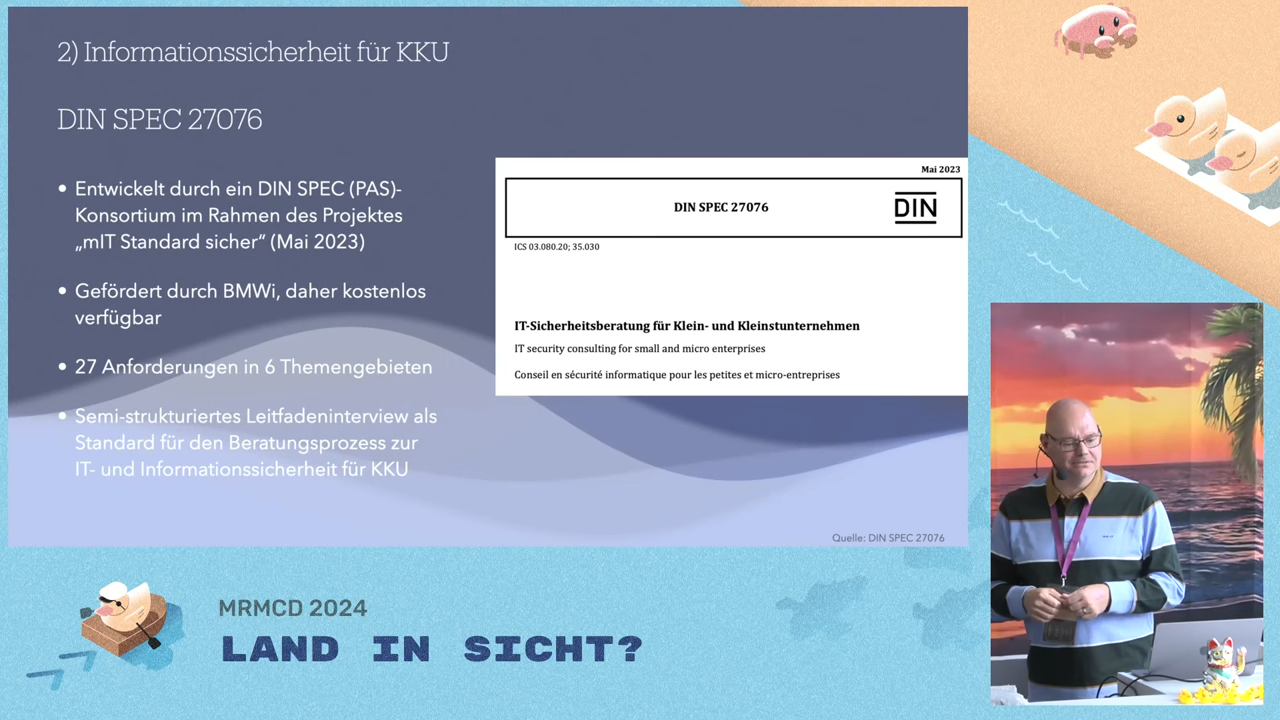 2) Informationssicherheit für KKU
DIN SPEC 27076
• Entwickelt durch ein DIN SPEC (PAS)-
Konsortium im Rahmen des Projektes
„mIT Standard sicher“ (Mai 2023)
• Gefördert durch BMWi, daher kostenlos
verfügbar
• 27 Anforderungen in 6 Themengebieten
• Semi-strukturiertes Leitfadeninterview als
Standard für den Beratungsprozess zur
IT- und Informationssicherheit für KKU
Mai 2023
DIN SPEC 27076
DIN
ICS 03.080.20; 35.030
IT-Sicherheitsberatung für Klein- und Kleinstunternehmen
IT security consulting for small and micro enterprises
Conseil en sécurité informatique pour les petites et micro-entreprises
Quelle: DIN SPEC 27076
MRMCD 2024
LAND IN SICHT?